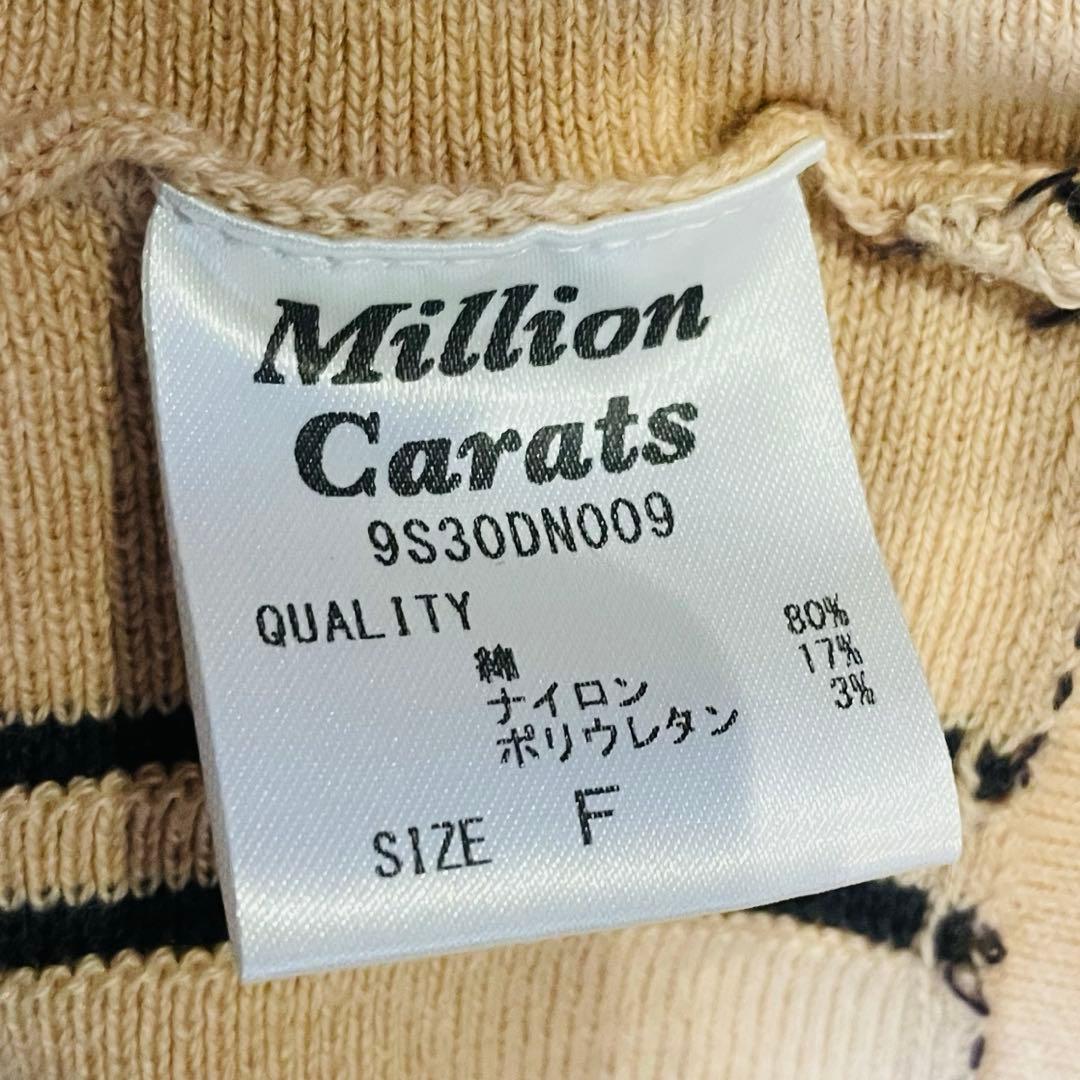 Million
Carats
9S30DN009
QUALITY 80%
綿 17%
ナイロン 3%
ポリウレタン
SIZE F